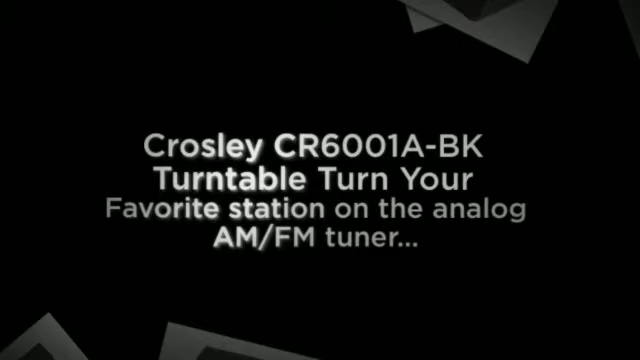 Crosley CR6001A-BK
Turntable Turn Your
Favorite station on the analog
AM/FM tuner...